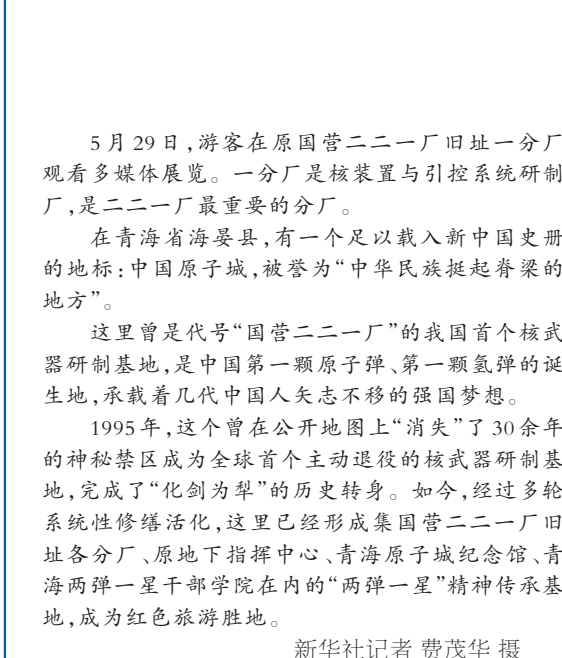 5月29日,游客在原国营二二一厂旧址一分厂
观看多媒体展览。一分厂是核装置与引控系统研制
厂,是二二一厂最重要的分厂。
在青海省海晏县,有一个足以载入新中国史册
的地标:中国原子城,被誉为“中华民族挺起脊梁的
地方”。
这里曾是代号“国营二二一厂”的我国首个核武
器研制基地,是中国第一颗原子弹、第一颗氢弹的诞
生地,承载着几代中国人矢志不移的强国梦想。
1995年,这个曾在公开地图上“消失”了30余年
的神秘禁区成为全球首个主动退役的核武器研制基
地,完成了“化剑为犁”的历史转身。如今,经过多轮
系统性修缮活化,这里已经形成集国营二二一厂旧
址各分厂、原地下指挥中心、青海原子城纪念馆、青
海两弹一星干部学院在内的“两弹一星”精神传承基
地,成为红色旅游胜地。
新华社记者 费茂华 摄